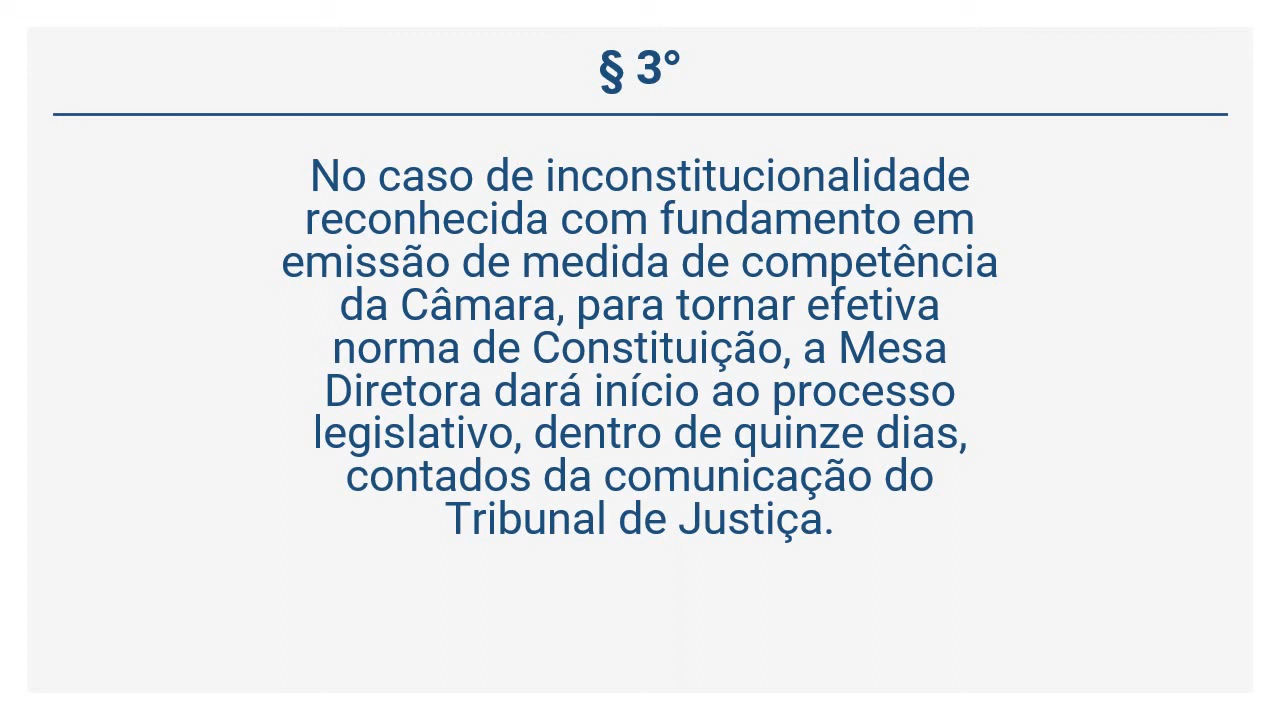 § 3°
No caso de inconstitucionalidade
reconhecida com fundamento em
emissão de medida de competência
da Câmara, para tornar efetiva
norma de Constituição, a Mesa
Diretora dará início ao processo
legislativo, dentro de quinze dias,
contados da comunicação do
Tribunal de Justiça.